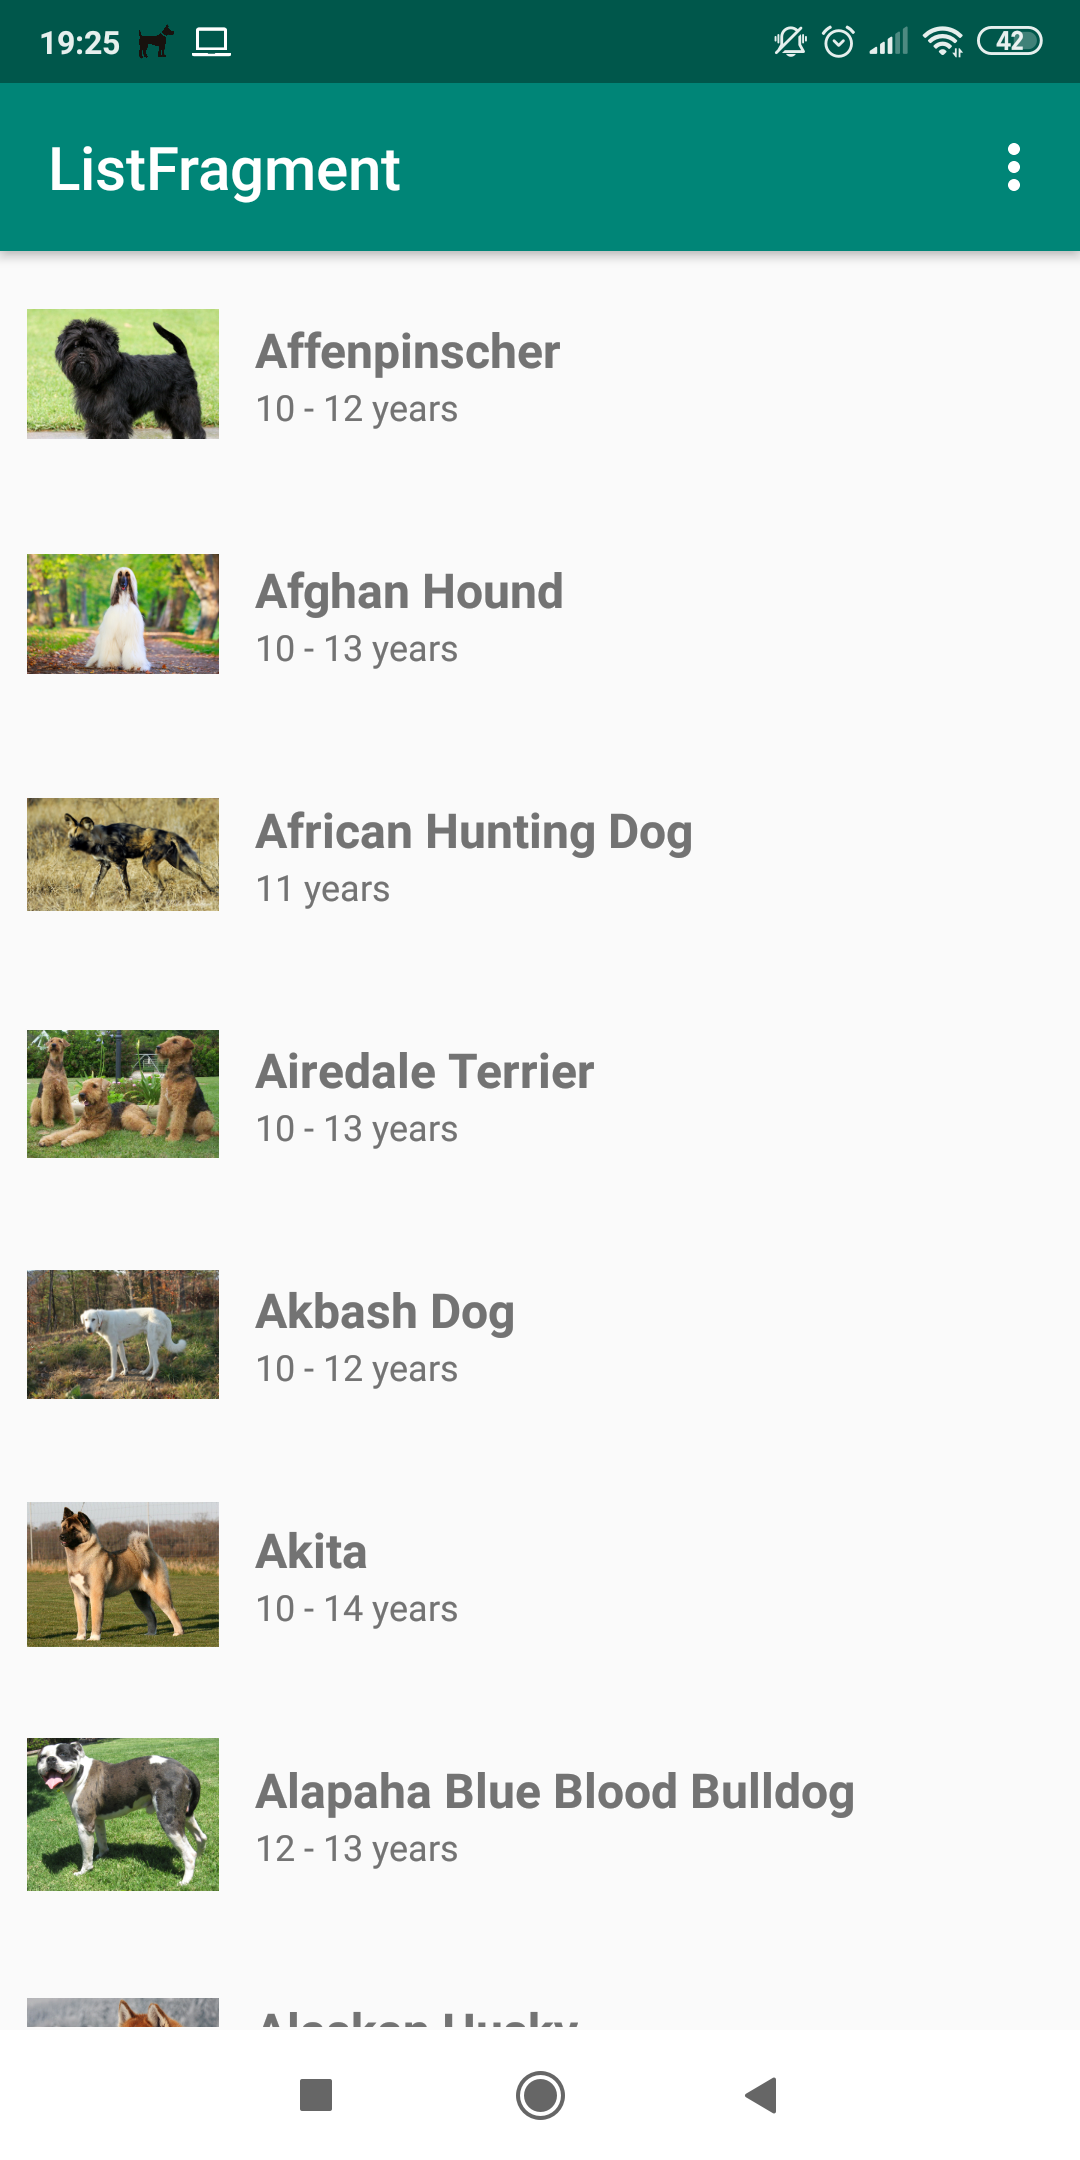 19:25
42
ListFragment
Affenpinscher
10 - 12 years
Afghan Hound
10 - 13 years
African Hunting Dog
11 years
Airedale Terrier
10 - 13 years
Akbash Dog
10 - 12 years
Akita
10 - 14 years
Alapaha Blue Blood Bulldog
12 - 13 years
Alaskan Husky